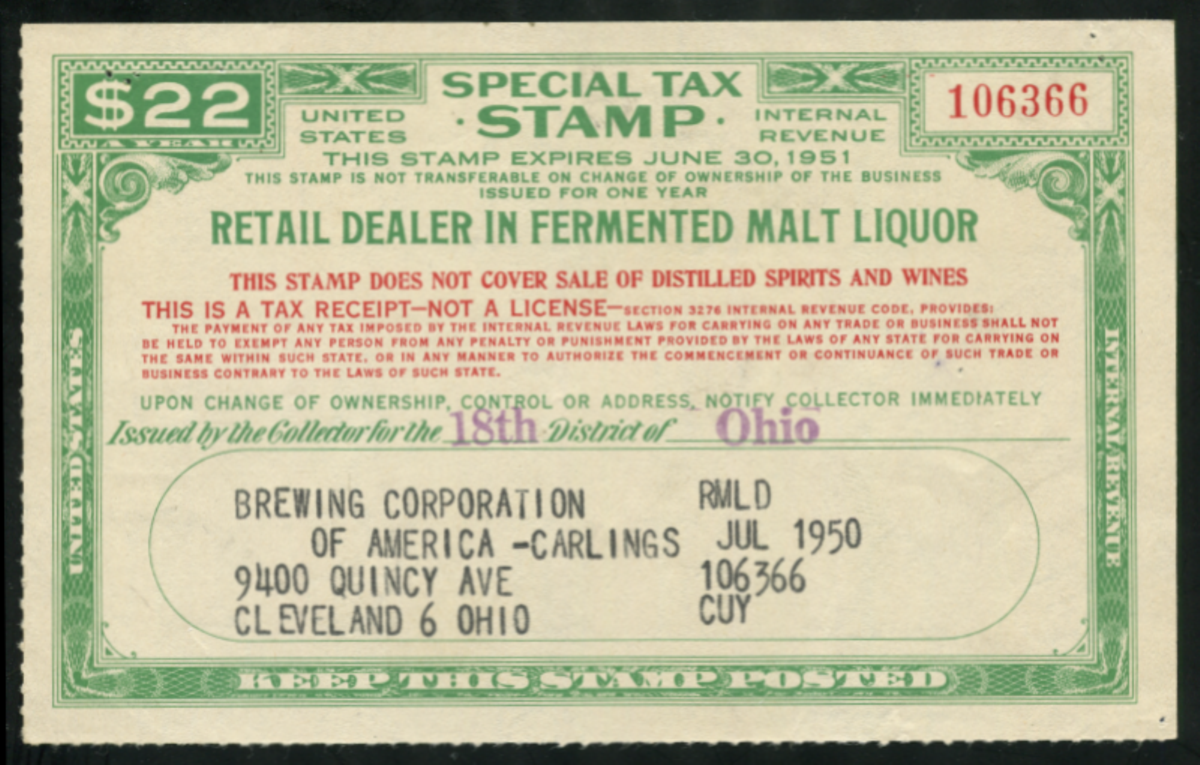 $22
A YEAR
UNITED STATES
SPECIAL TAX
· STAMP ·
INTERNAL REVENUE
106366
THIS STAMP EXPIRES JUNE 30, 1951
THIS STAMP IS NOT TRANSFERABLE ON CHANGE OF OWNERSHIP OF THE BUSINESS
ISSUED FOR ONE YEAR
RETAIL DEALER IN FERMENTED MALT LIQUOR
THIS STAMP DOES NOT COVER SALE OF DISTILLED SPIRITS AND WINES
THIS IS A TAX RECEIPT—NOT A LICENSE—SECTION 3276 INTERNAL REVENUE CODE, PROVIDES:
THE PAYMENT OF ANY TAX IMPOSED BY THE INTERNAL REVENUE LAWS FOR CARRYING ON ANY TRADE OR BUSINESS SHALL NOT
BE HELD TO EXEMPT ANY PERSON FROM ANY PENALTY OR PUNISHMENT PROVIDED BY THE LAWS OF ANY STATE FOR CARRYING ON
THE SAME WITHIN SUCH STATE, OR IN ANY MANNER TO AUTHORIZE THE COMMENCEMENT OR CONTINUANCE OF SUCH TRADE OR
BUSINESS CONTRARY TO THE LAWS OF SUCH STATE.
UPON CHANGE OF OWNERSHIP, CONTROL OR ADDRESS, NOTIFY COLLECTOR IMMEDIATELY
Issued by the Collector for the 18th District of Ohio
BREWING CORPORATION RMLD
OF AMERICA -CARLINGS JUL 1950
9400 QUINCY AVE 106366
CLEVELAND 6 OHIO CUY
UNITED STATES
INTERNAL REVENUE
KEEP THIS STAMP POSTED